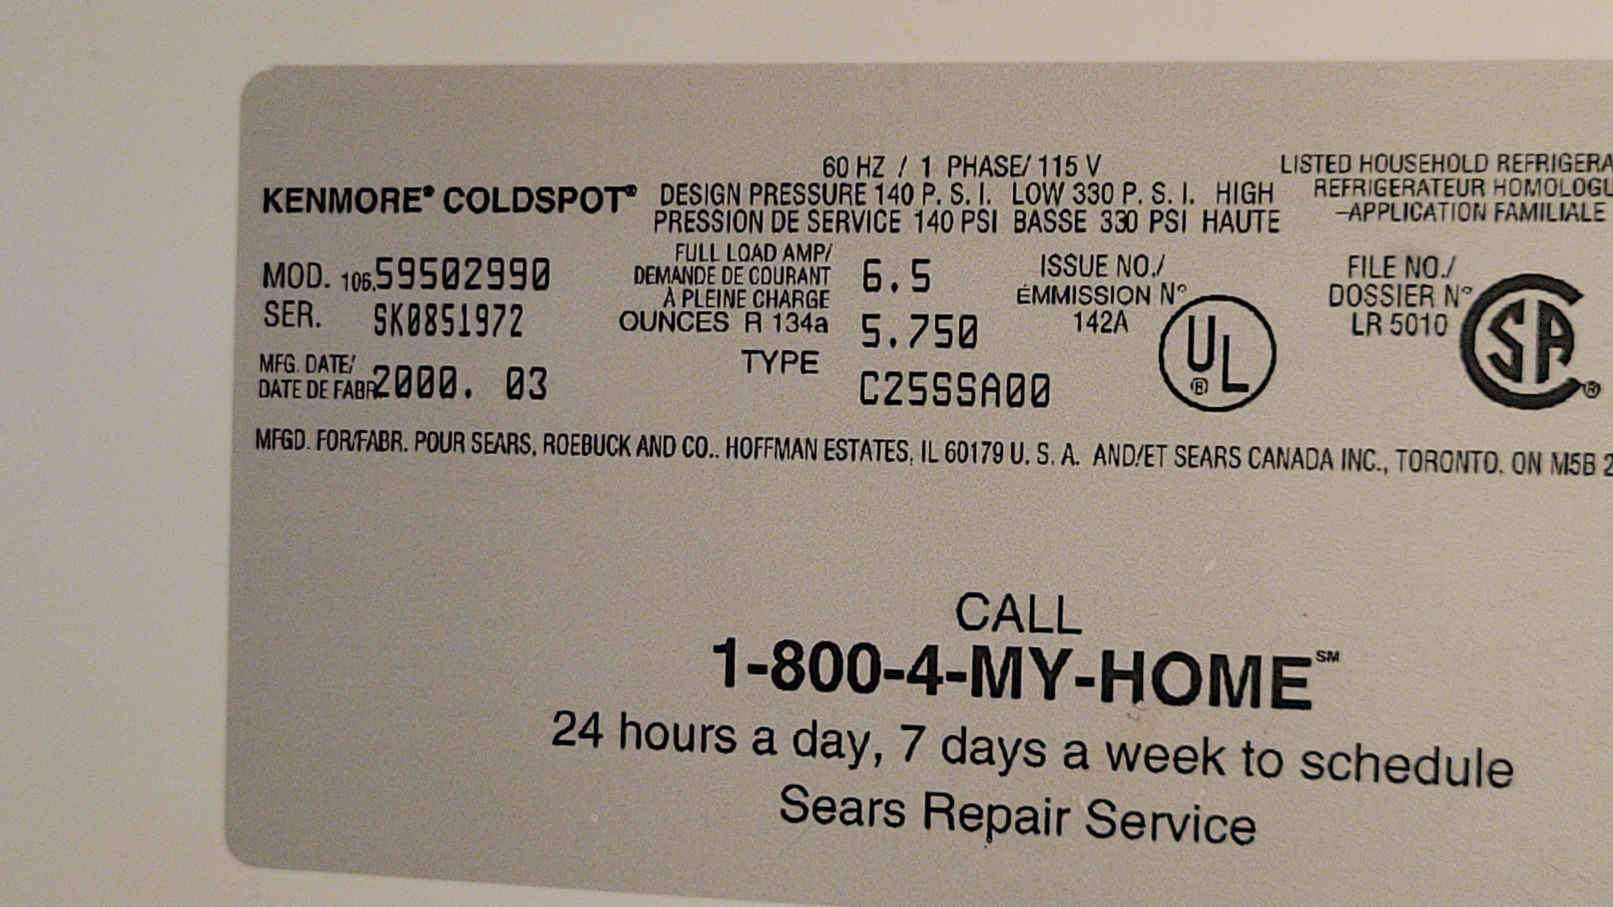 60 HZ / 1 PHASE/ 115 V
LISTED HOUSEHOLD REFRIGERA
KENMORE® COLDSPOT® DESIGN PRESSURE 140 P. S. I. LOW 330 P. S. I. HIGH
REFRIGERATEUR HOMOLOGU
PRESSION DE SERVICE 140 PSI BASSE 330 PSI HAUTE
-APPLICATION FAMILIALE
MOD. 106.59502990
SER. SK0851972
MFG. DATE/
DATE DE FABR 2000. 03
FULL LOAD AMP/
DEMANDE DE COURANT
À PLEINE CHARGE 6.5
OUNCES R 134a 5.750
TYPE C25SSA00
ISSUE NO./
ÉMMISSION N°
142A
UL®
FILE NO./
DOSSIER N°
LR 5010
SA®
MFGD. FOR/FABR. POUR SEARS, ROEBUCK AND CO.. HOFFMAN ESTATES, IL 60179 U. S. A. AND/ET SEARS CANADA INC., TORONTO, ON M5B 2
CALL
1-800-4-MY-HOME℠
24 hours a day, 7 days a week to schedule
Sears Repair Service